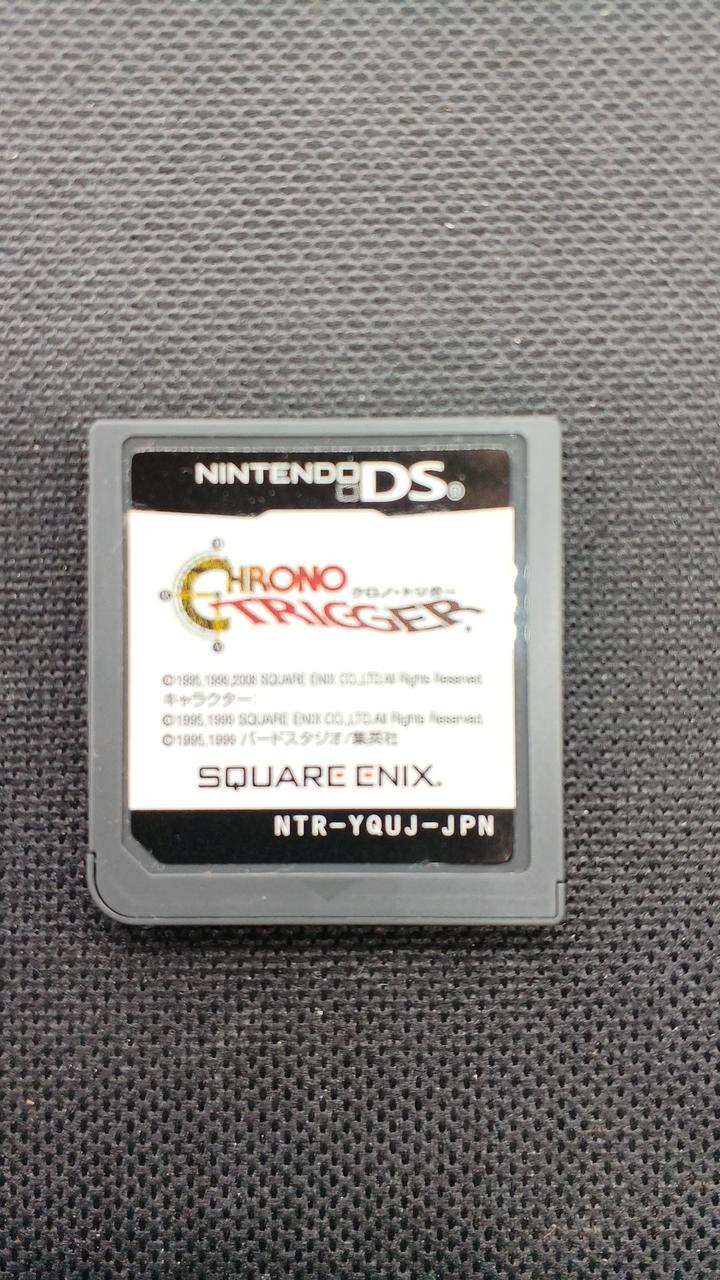 NINTENDO DS®
CHRONO クロノ・トリガー
TRIGGER
©1995,1999,2008 SQUARE ENIX CO.,LTD.All Rights Reserved.
キャラクター:
©1995,1999 SQUARE ENIX CO.,LTD.All Rights Reserved.
©1995,1999 バードスタジオ/集英社
SQUARE ENIX.
NTR-YQUJ-JPN